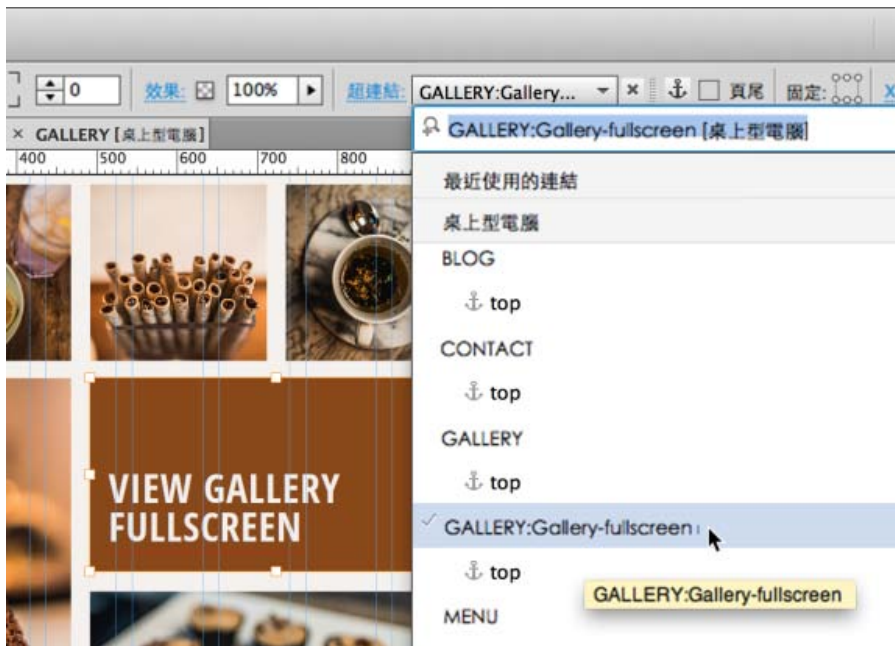 0 效果: 100% 超連結: GALLERY:Gallery... × 頁尾 固定: X
× GALLERY [桌上型電腦]
GALLERY:Gallery-fullscreen [桌上型電腦]
400 500 600 700 800
最近使用的連結
桌上型電腦
BLOG
top
CONTACT
top
GALLERY
top
VIEW GALLERY
FULLSCREEN
GALLERY:Gallery-fullscreen
top
GALLERY:Gallery-fullscreen
MENU